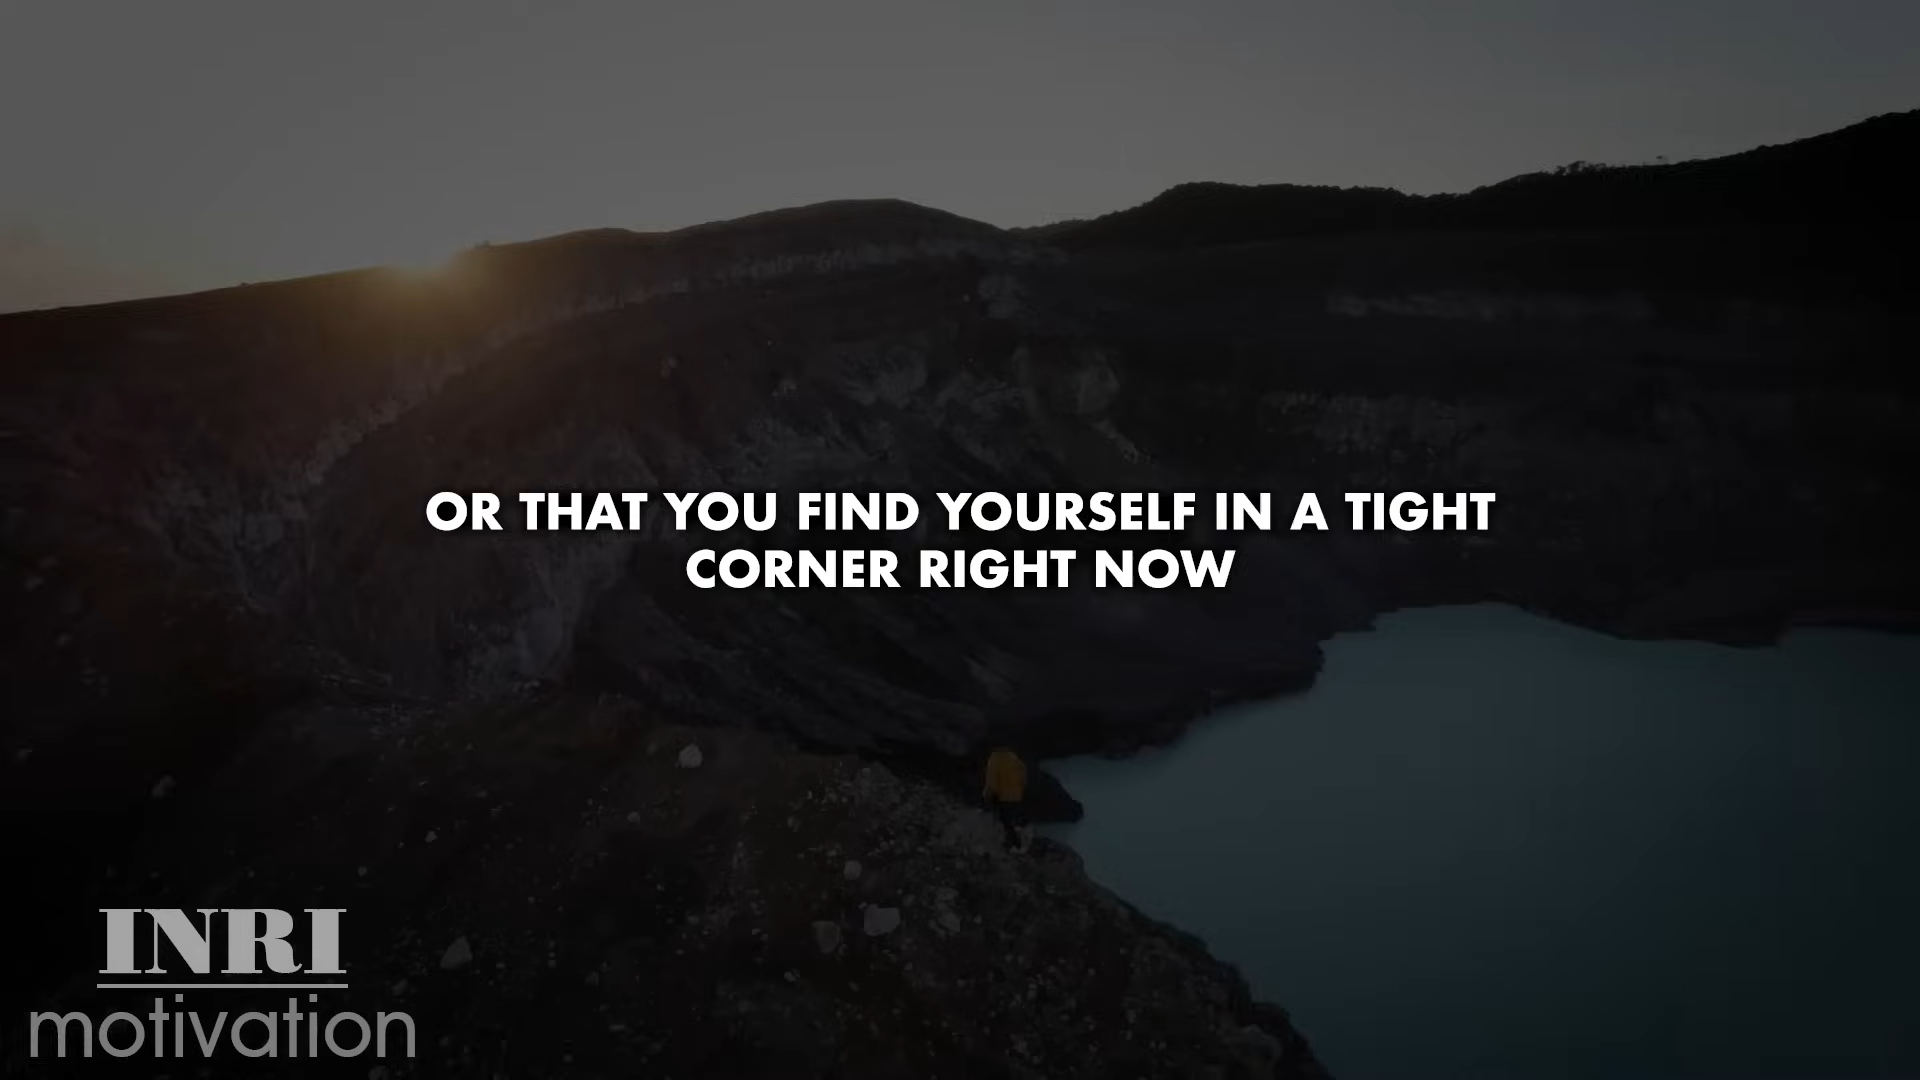 OR THAT YOU FIND YOURSELF IN A TIGHT
CORNER RIGHT NOW
INRI
motivation